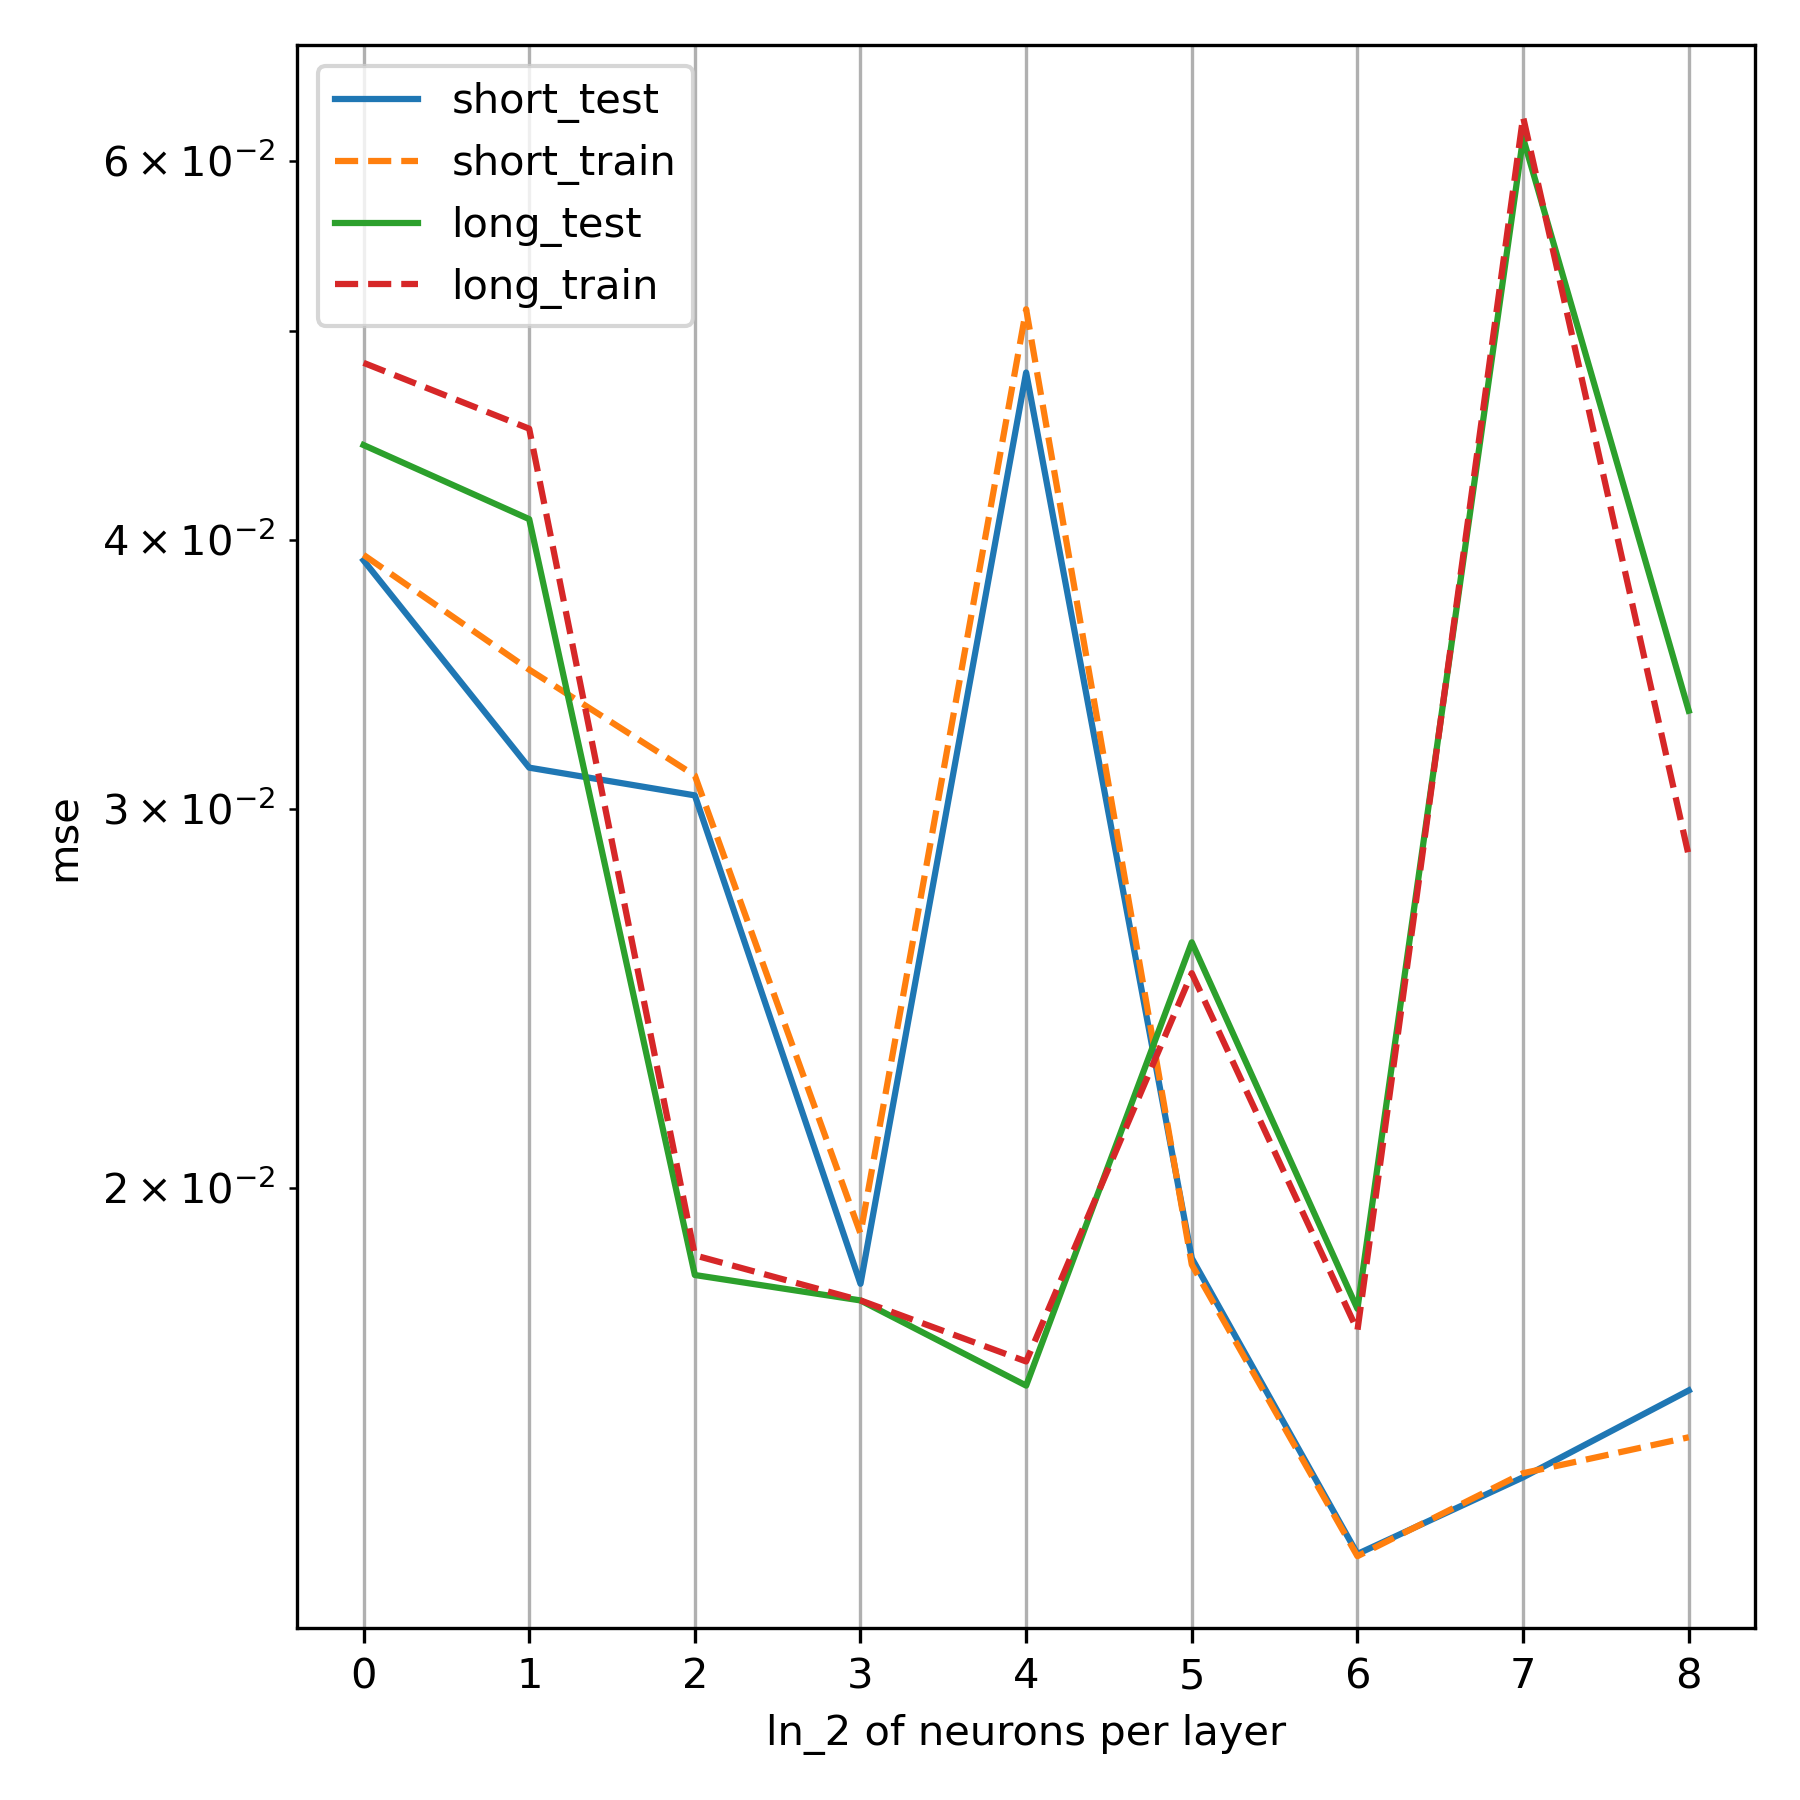 short_test
short_train
long_test
long_train
6 × 10⁻²
4 × 10⁻²
3 × 10⁻²
2 × 10⁻²
mse
0 1 2 3 4 5 6 7 8
ln_2 of neurons per layer